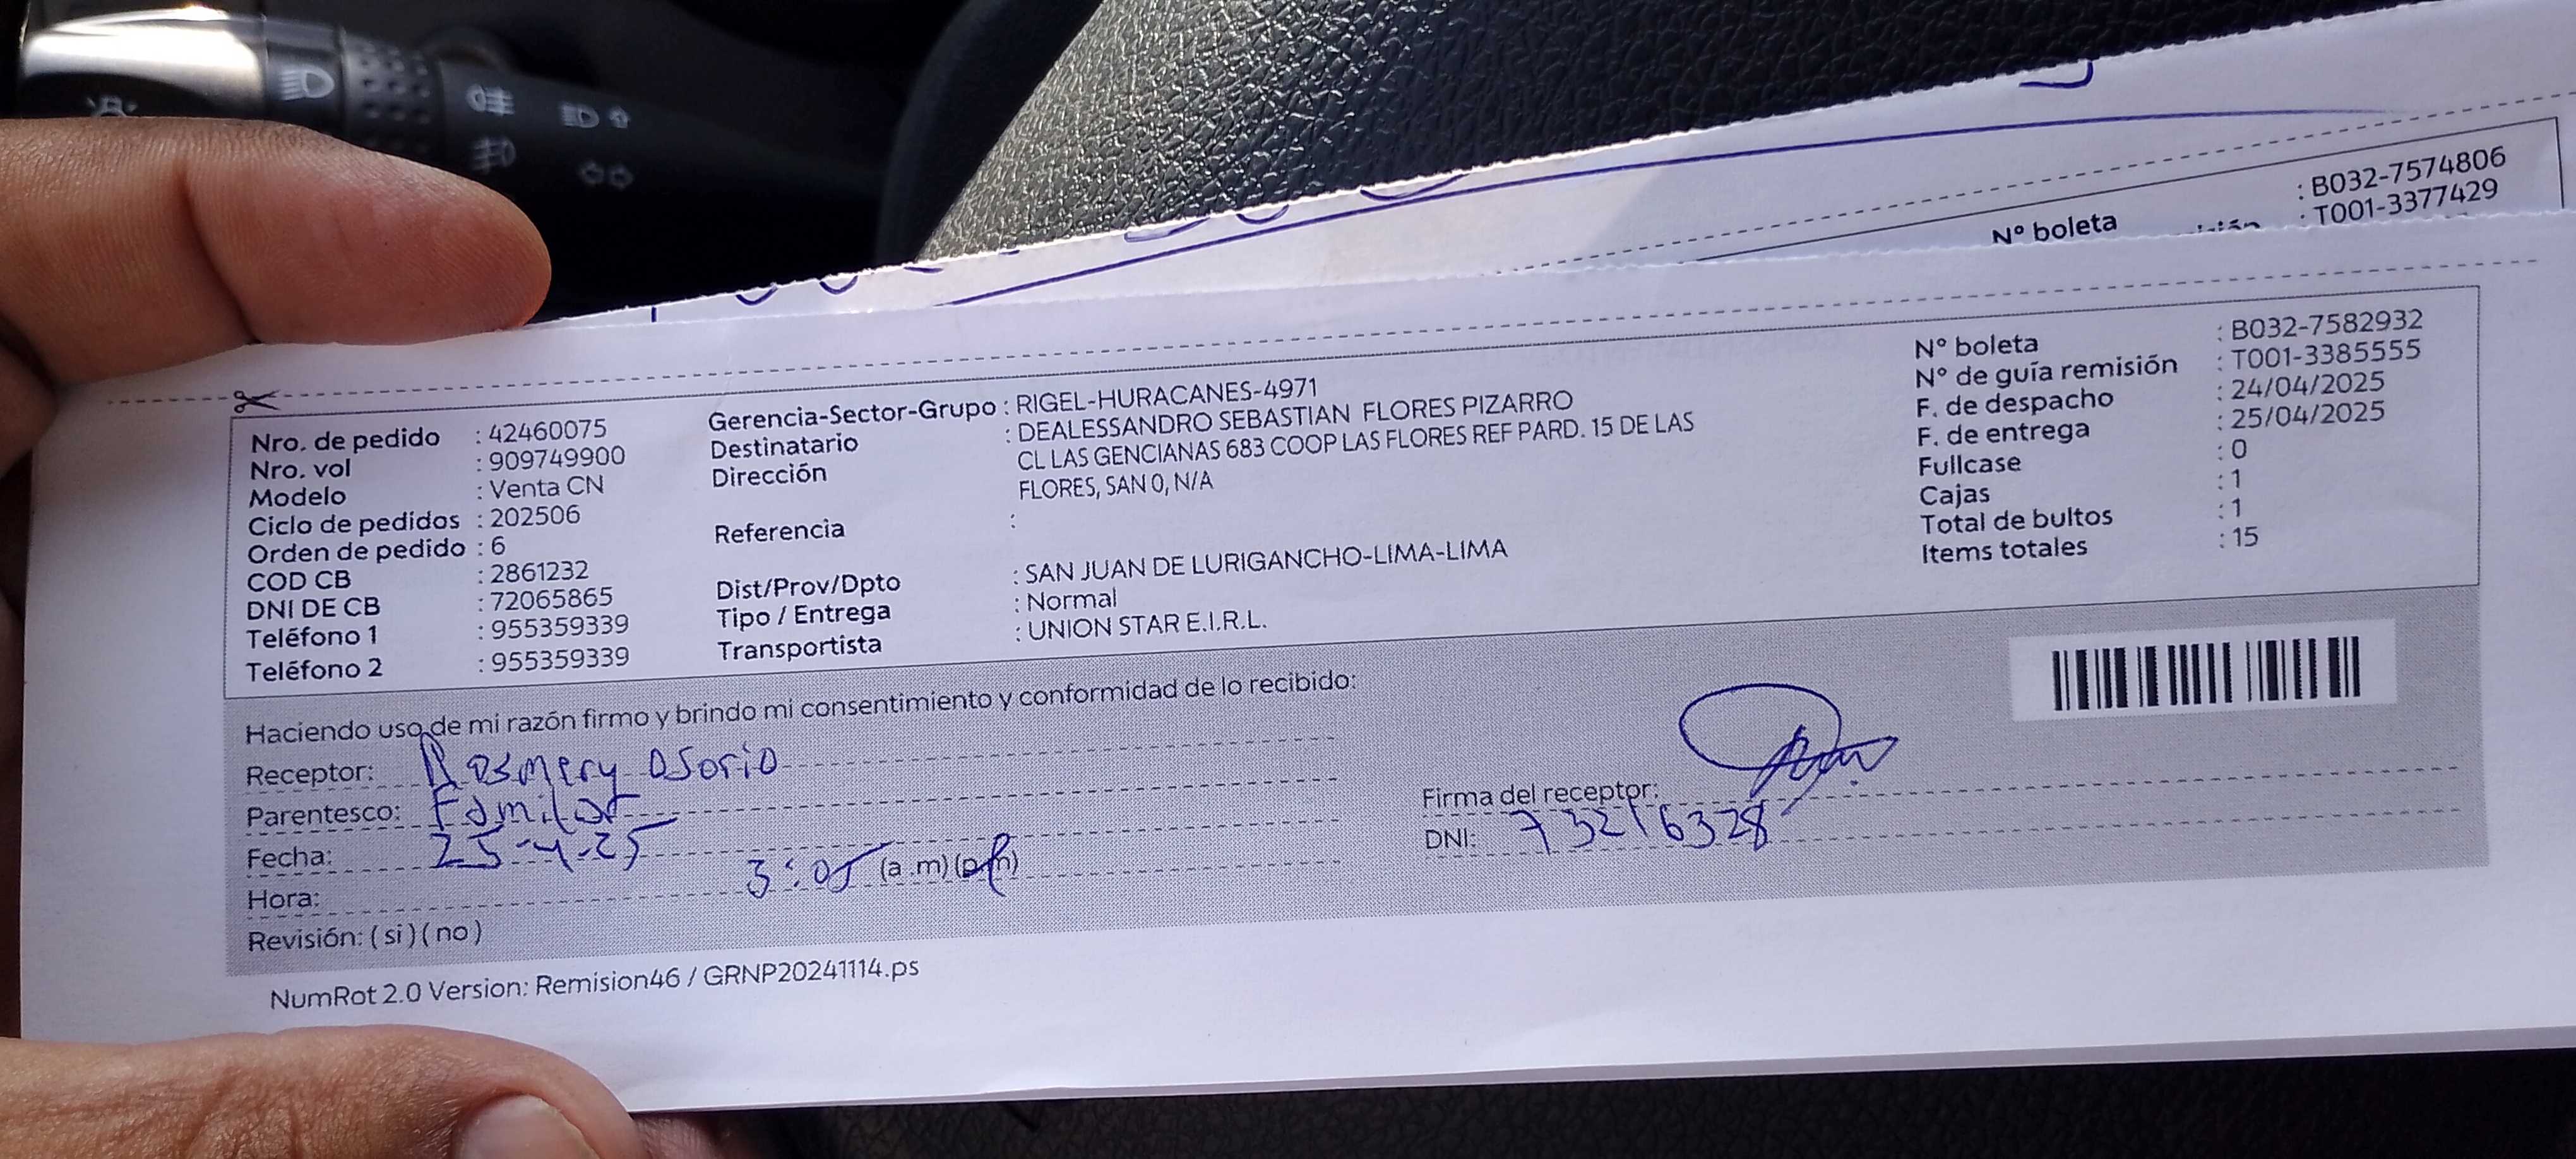 : B032-7574806
Nº boleta : T001-3377429
Nro. de pedido : 42460075
Nro. vol : 909749900
Modelo : Venta CN
Ciclo de pedidos : 202506
Orden de pedido : 6
COD CB : 2861232
DNI DE CB : 72065865
Teléfono 1 : 955359339
Teléfono 2 : 955359339
Gerencia-Sector-Grupo : RIGEL-HURACANES-4971
Destinatario : DEALESSANDRO SEBASTIAN FLORES PIZARRO
Dirección CL LAS GENCIANAS 683 COOP LAS FLORES REF PARD. 15 DE LAS
FLORES, SAN 0, N/A
Referencia :
Dist/Prov/Dpto : SAN JUAN DE LURIGANCHO-LIMA-LIMA
Tipo / Entrega : Normal
Transportista : UNION STAR E.I.R.L.
Nº boleta : B032-7582932
Nº de guía remisión : T001-3385555
F. de despacho : 24/04/2025
F. de entrega : 25/04/2025
Fullcase : 0
Cajas : 1
Total de bultos : 1
Items totales : 15
Haciendo uso de mi razón firmo y brindo mi consentimiento y conformidad de lo recibido:
Receptor: Rosmery Osorio
Parentesco: Familiar
Fecha: 25-4-25
Hora: 3:05 (a.m) (p.m)
Revisión: ( si ) ( no )
Firma del receptor:
DNI: 73216328
NumRot 2.0 Version: Remision46 / GRNP20241114.ps